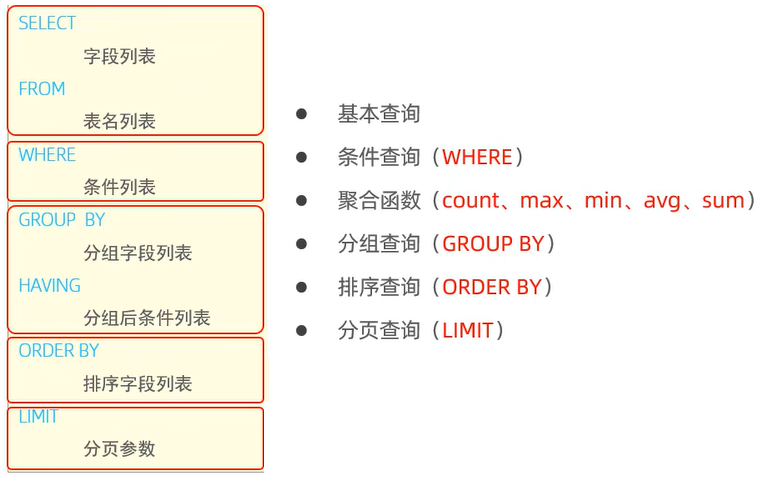 SELECT
字段列表
FROM
表名列表
WHERE
条件列表
GROUP BY
分组字段列表
HAVING
分组后条件列表
ORDER BY
排序字段列表
LIMIT
分页参数
基本查询
条件查询（WHERE）
聚合函数（count、max、min、avg、sum）
分组查询（GROUP BY）
排序查询（ORDER BY）
分页查询（LIMIT）